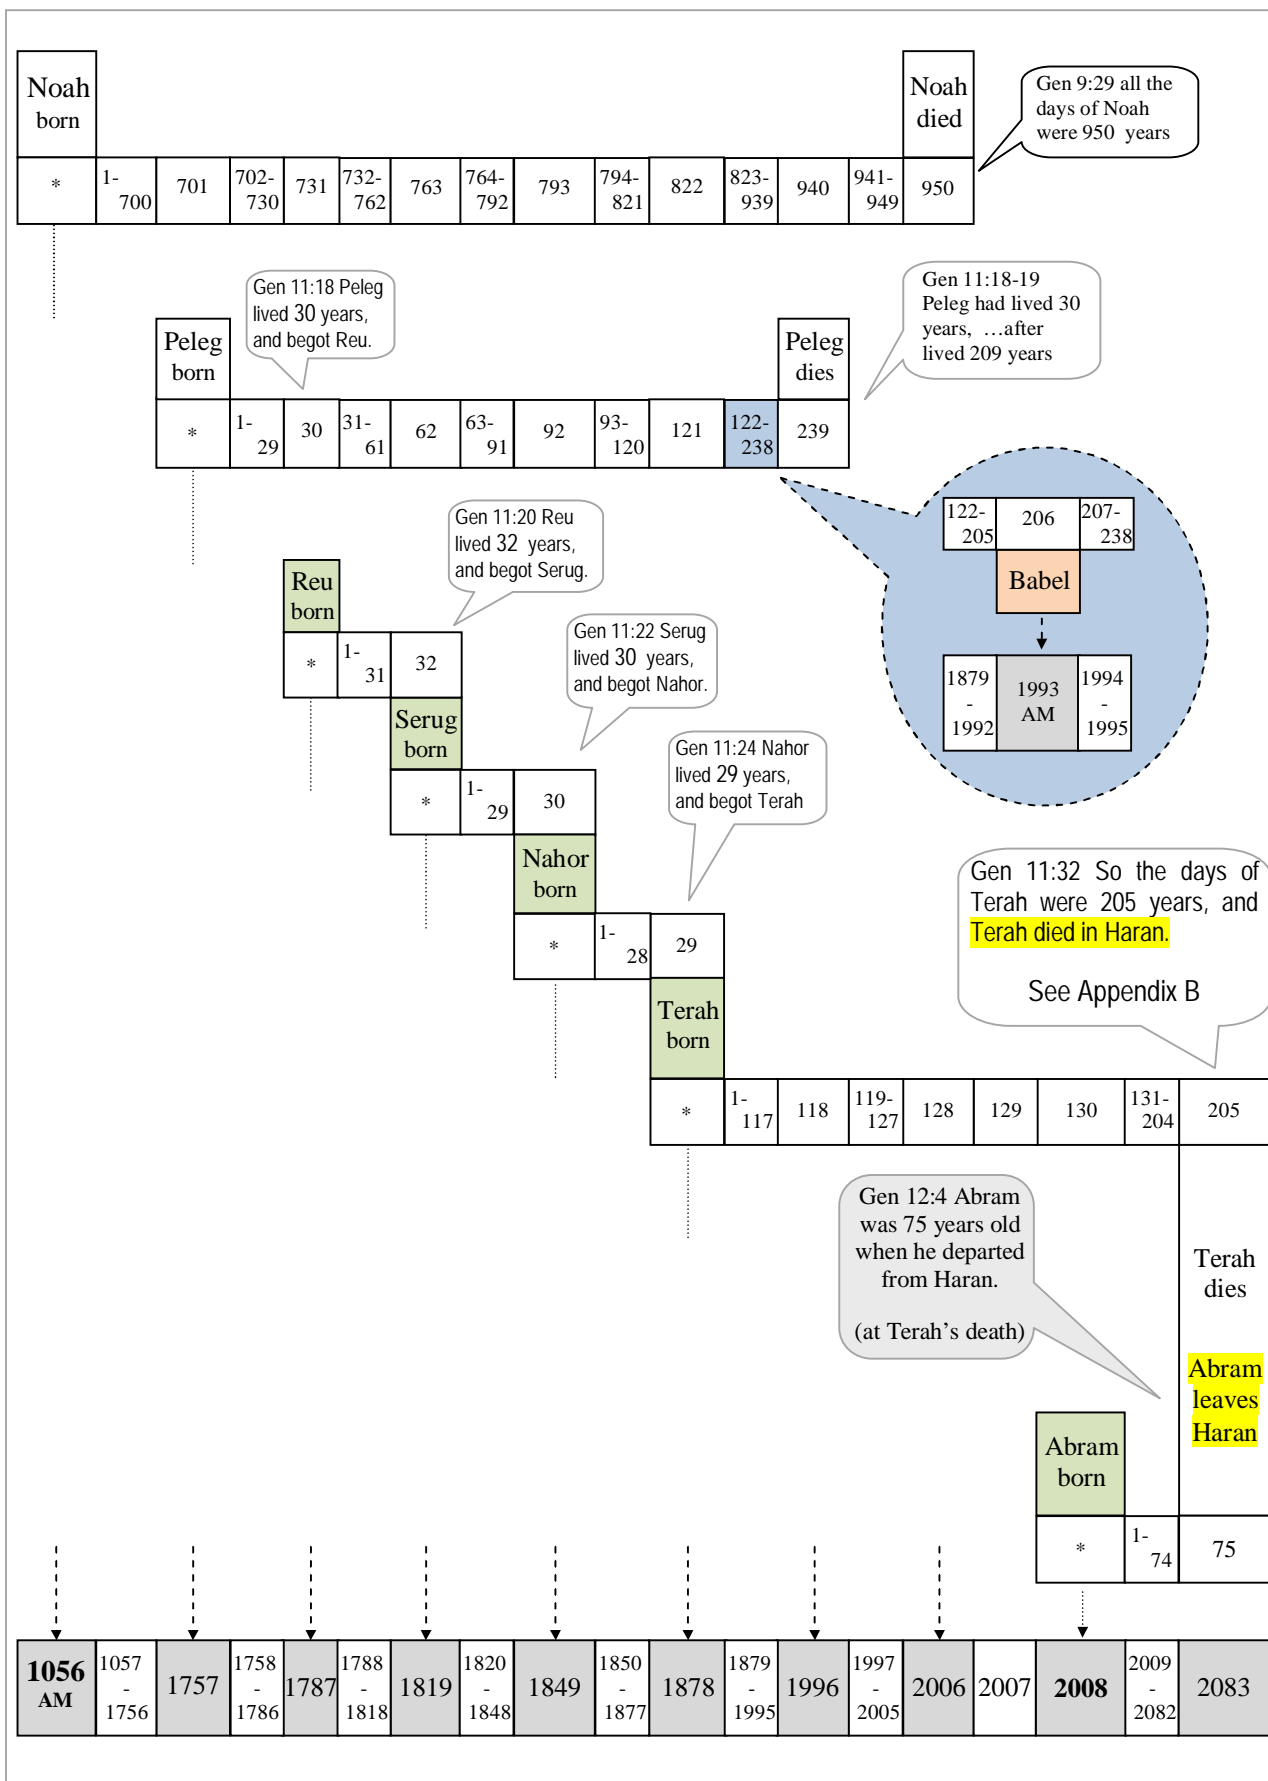 Noah
born
Noah
died
Gen 9:29 all the
days of Noah
were 950 years
*
1-
700
701
702-
730
731
732-
762
763
764-
792
793
794-
821
822
823-
939
940
941-
949
950
Gen 11:18 Peleg
lived 30 years,
and begot Reu.
Gen 11:18-19
Peleg had lived 30
years, …after
lived 209 years
Peleg
born
Peleg
dies
*
1-
29
30
31-
61
62
63-
91
92
93-
120
121
122-
238
239
122-
205
206
207-
238
Babel
1879
-
1992
1993
AM
1994
-
1995
Gen 11:20 Reu
lived 32 years,
and begot Serug.
Reu
born
*
1-
31
32
Gen 11:22 Serug
lived 30 years,
and begot Nahor.
Serug
born
*
1-
29
30
Gen 11:24 Nahor
lived 29 years,
and begot Terah
Nahor
born
*
1-
28
29
Gen 11:32 So the days of
Terah were 205 years, and
Terah died in Haran.
See Appendix B
Terah
born
*
1-
117
118
119-
127
128
129
130
131-
204
205
Gen 12:4 Abram
was 75 years old
when he departed
from Haran.
(at Terah’s death)
Terah
dies
Abram
leaves
Haran
Abram
born
*
1-
74
75
1056
AM
1057
-
1756
1757
1758
-
1786
1787
1788
-
1818
1819
1820
-
1848
1849
1850
-
1877
1878
1879
-
1995
1996
1997
-
2005
2006
2007
2008
2009
-
2082
2083